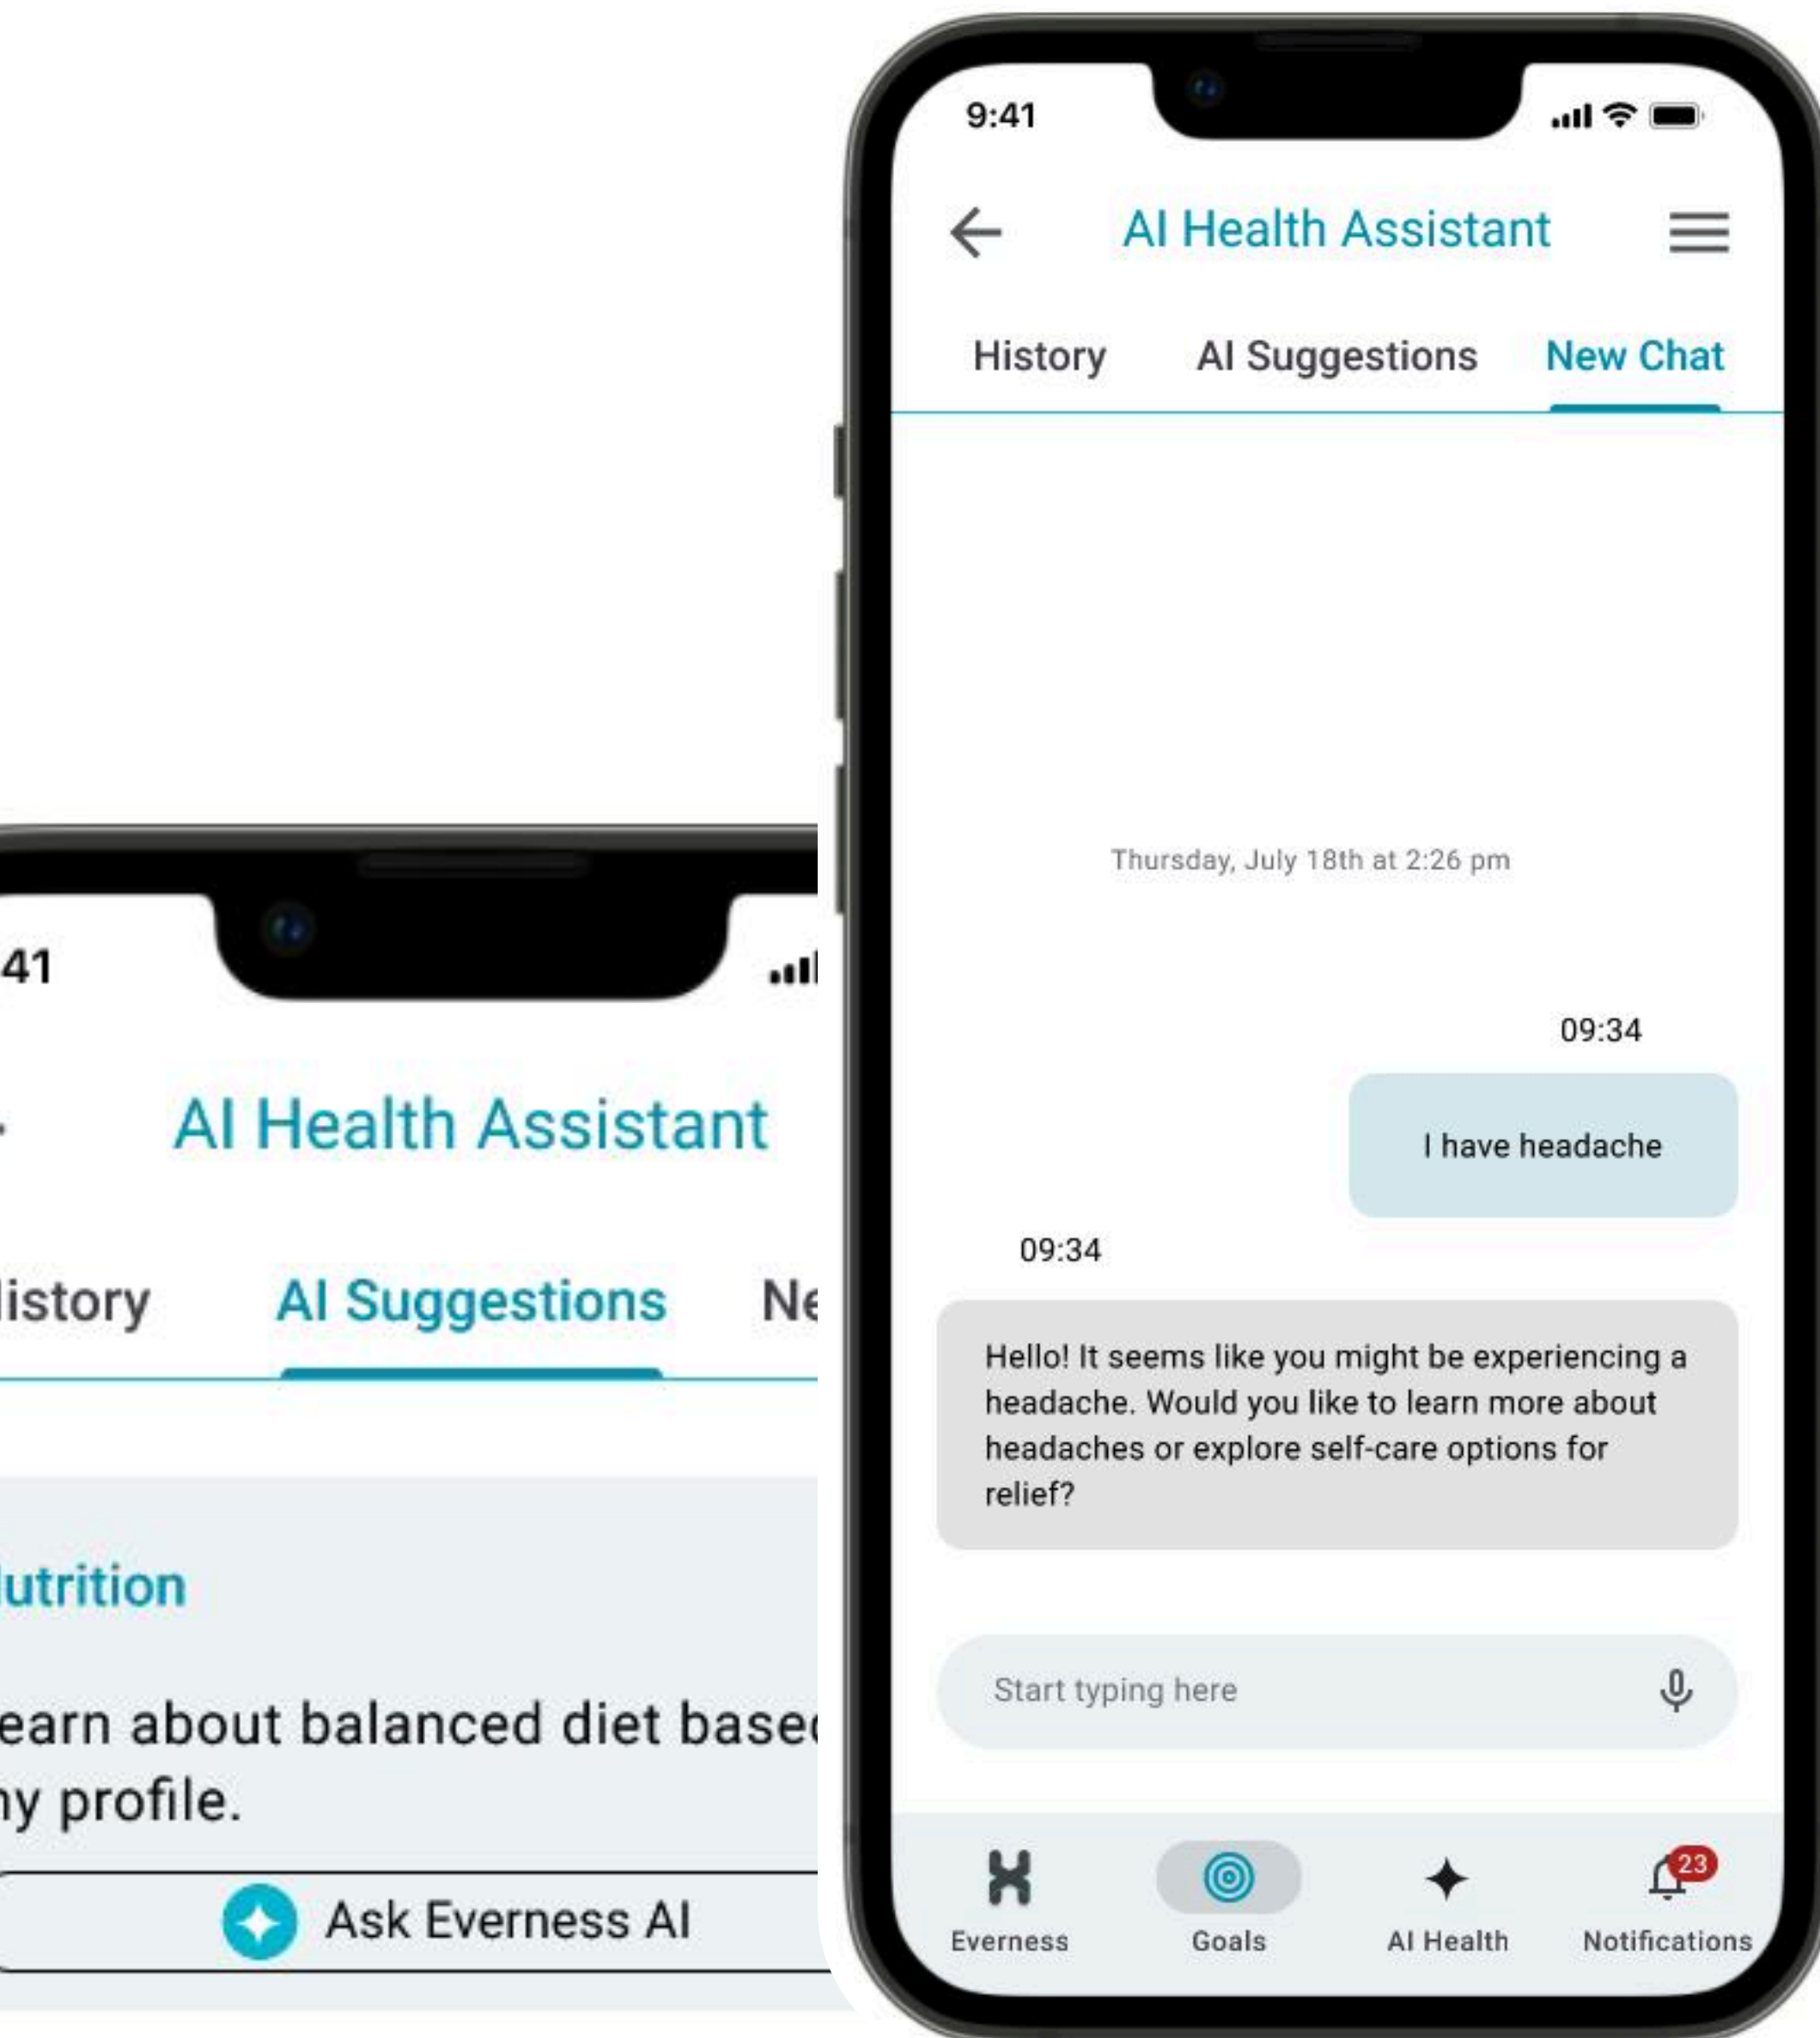 9:41
AI Health Assistant
History AI Suggestions New Chat
Thursday, July 18th at 2:26 pm
09:34
I have headache
09:34
Hello! It seems like you might be experiencing a
headache. Would you like to learn more about
headaches or explore self-care options for
relief?
Start typing here
23
Everness Goals AI Health Notifications
41
AI Health Assistant
istory AI Suggestions Ne
utrition
earn about balanced diet based
y profile.
Ask Everness AI